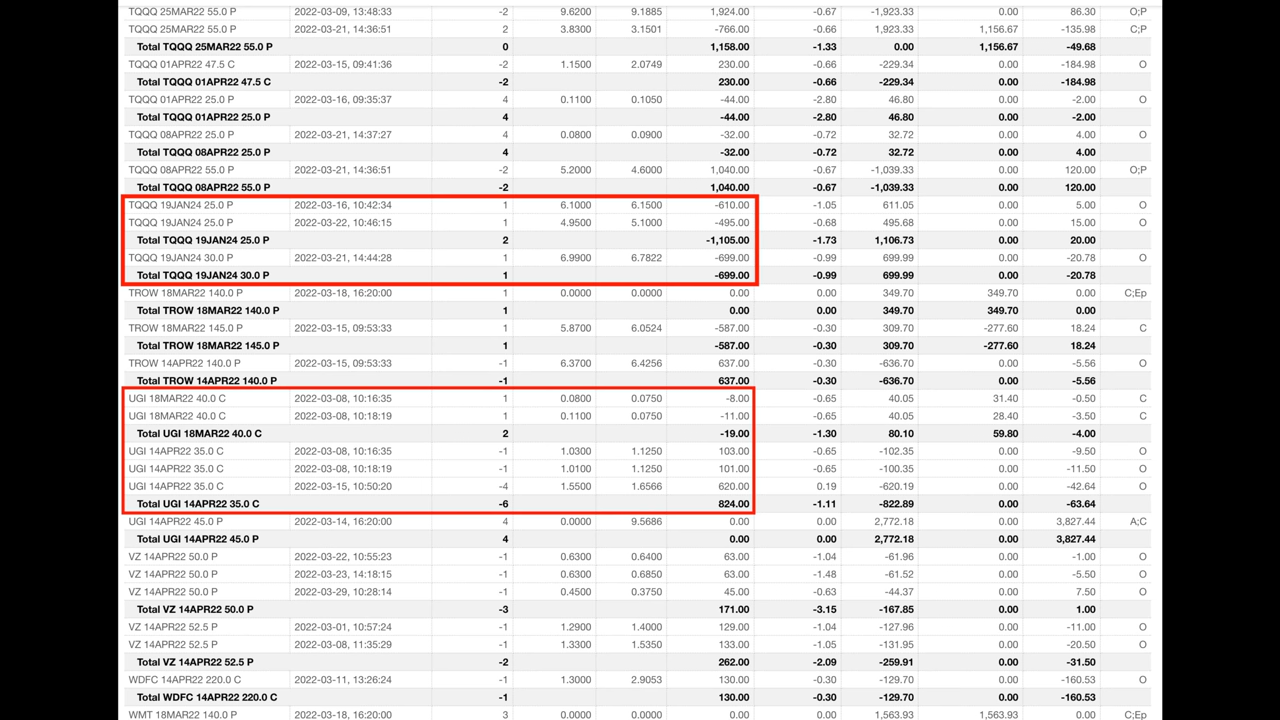 TQQQ 25MAR22 55.0 P 2022-03-09, 13:48:33 -2 9.6200 9.1885 1,924.00 -0.67 -1,923.33 0.00 86.30 O;P
TQQQ 25MAR22 55.0 P 2022-03-21, 14:36:51 2 3.8300 3.1501 -766.00 -0.66 1,923.33 1,156.67 -135.98 C;P
Total TQQQ 25MAR22 55.0 P 0 1,158.00 -1.33 0.00 1,156.67 -49.68
TQQQ 01APR22 47.5 C 2022-03-15, 09:41:36 -2 1.1500 2.0749 230.00 -0.66 -229.34 0.00 -184.98 O
Total TQQQ 01APR22 47.5 C -2 230.00 -0.66 -229.34 0.00 -184.98
TQQQ 01APR22 25.0 P 2022-03-16, 09:35:37 4 0.1100 0.1050 -44.00 -2.80 46.80 0.00 -2.00 O
Total TQQQ 01APR22 25.0 P 4 -44.00 -2.80 46.80 0.00 -2.00
TQQQ 08APR22 25.0 P 2022-03-21, 14:37:27 4 0.0800 0.0900 -32.00 -0.72 32.72 0.00 4.00 O
Total TQQQ 08APR22 25.0 P 4 -32.00 -0.72 32.72 0.00 4.00
TQQQ 08APR22 55.0 P 2022-03-21, 14:36:51 -2 5.2000 4.6000 1,040.00 -0.67 -1,039.33 0.00 120.00 O;P
Total TQQQ 08APR22 55.0 P -2 1,040.00 -0.67 -1,039.33 0.00 120.00
TQQQ 19JAN24 25.0 P 2022-03-16, 10:42:34 1 6.1000 6.1500 -610.00 -1.05 611.05 0.00 5.00 O
TQQQ 19JAN24 25.0 P 2022-03-22, 10:46:15 1 4.9500 5.1000 -495.00 -0.68 495.68 0.00 15.00 O
Total TQQQ 19JAN24 25.0 P 2 -1,105.00 -1.73 1,106.73 0.00 20.00
TQQQ 19JAN24 30.0 P 2022-03-21, 14:44:28 1 6.9900 6.7822 -699.00 -0.99 699.99 0.00 -20.78 O
Total TQQQ 19JAN24 30.0 P 1 -699.00 -0.99 699.99 0.00 -20.78
TROW 18MAR22 140.0 P 2022-03-18, 16:20:00 1 0.0000 0.0000 0.00 0.00 349.70 349.70 0.00 C;Ep
Total TROW 18MAR22 140.0 P 1 0.00 0.00 349.70 349.70 0.00
TROW 18MAR22 145.0 P 2022-03-15, 09:53:33 1 5.8700 6.0524 -587.00 -0.30 309.70 -277.60 18.24 C
Total TROW 18MAR22 145.0 P 1 -587.00 -0.30 309.70 -277.60 18.24
TROW 14APR22 140.0 P 2022-03-15, 09:53:33 -1 6.3700 6.4256 637.00 -0.30 -636.70 0.00 -5.56 O
Total TROW 14APR22 140.0 P -1 637.00 -0.30 -636.70 0.00 -5.56
UGI 18MAR22 40.0 C 2022-03-08, 10:16:35 1 0.0800 0.0750 -8.00 -0.65 40.05 31.40 -0.50 C
UGI 18MAR22 40.0 C 2022-03-08, 10:18:19 1 0.1100 0.0750 -11.00 -0.65 40.05 28.40 -3.50 C
Total UGI 18MAR22 40.0 C 2 -19.00 -1.30 80.10 59.80 -4.00
UGI 14APR22 35.0 C 2022-03-08, 10:16:35 -1 1.0300 1.1250 103.00 -0.65 -102.35 0.00 -9.50 O
UGI 14APR22 35.0 C 2022-03-08, 10:18:19 -1 1.0100 1.1250 101.00 -0.65 -100.35 0.00 -11.50 O
UGI 14APR22 35.0 C 2022-03-15, 10:50:20 -4 1.5500 1.6566 620.00 0.19 -620.19 0.00 -42.64 O
Total UGI 14APR22 35.0 C -6 824.00 -1.11 -822.89 0.00 -63.64
UGI 14APR22 45.0 P 2022-03-14, 16:20:00 4 0.0000 9.5686 0.00 0.00 2,772.18 0.00 3,827.44 A;C
Total UGI 14APR22 45.0 P 4 0.00 0.00 2,772.18 0.00 3,827.44
VZ 14APR22 50.0 P 2022-03-22, 10:55:23 -1 0.6300 0.6400 63.00 -1.04 -61.96 0.00 -1.00 O
VZ 14APR22 50.0 P 2022-03-23, 14:18:15 -1 0.6300 0.6850 63.00 -1.48 -61.52 0.00 -5.50 O
VZ 14APR22 50.0 P 2022-03-29, 10:28:14 -1 0.4500 0.3750 45.00 -0.63 -44.37 0.00 7.50 O
Total VZ 14APR22 50.0 P -3 171.00 -3.15 -167.85 0.00 1.00
VZ 14APR22 52.5 P 2022-03-01, 10:57:24 -1 1.2900 1.4000 129.00 -1.04 -127.96 0.00 -11.00 O
VZ 14APR22 52.5 P 2022-03-08, 11:35:29 -1 1.3300 1.5350 133.00 -1.05 -131.95 0.00 -20.50 O
Total VZ 14APR22 52.5 P -2 262.00 -2.09 -259.91 0.00 -31.50
WDFC 14APR22 220.0 C 2022-03-11, 13:26:24 -1 1.3000 2.9053 130.00 -0.30 -129.70 0.00 -160.53 O
Total WDFC 14APR22 220.0 C -1 130.00 -0.30 -129.70 0.00 -160.53
WMT 18MAR22 140.0 P 2022-03-18, 16:20:00 3 0.0000 0.0000 0.00 0.00 1,563.93 1,563.93 0.00 C;Ep